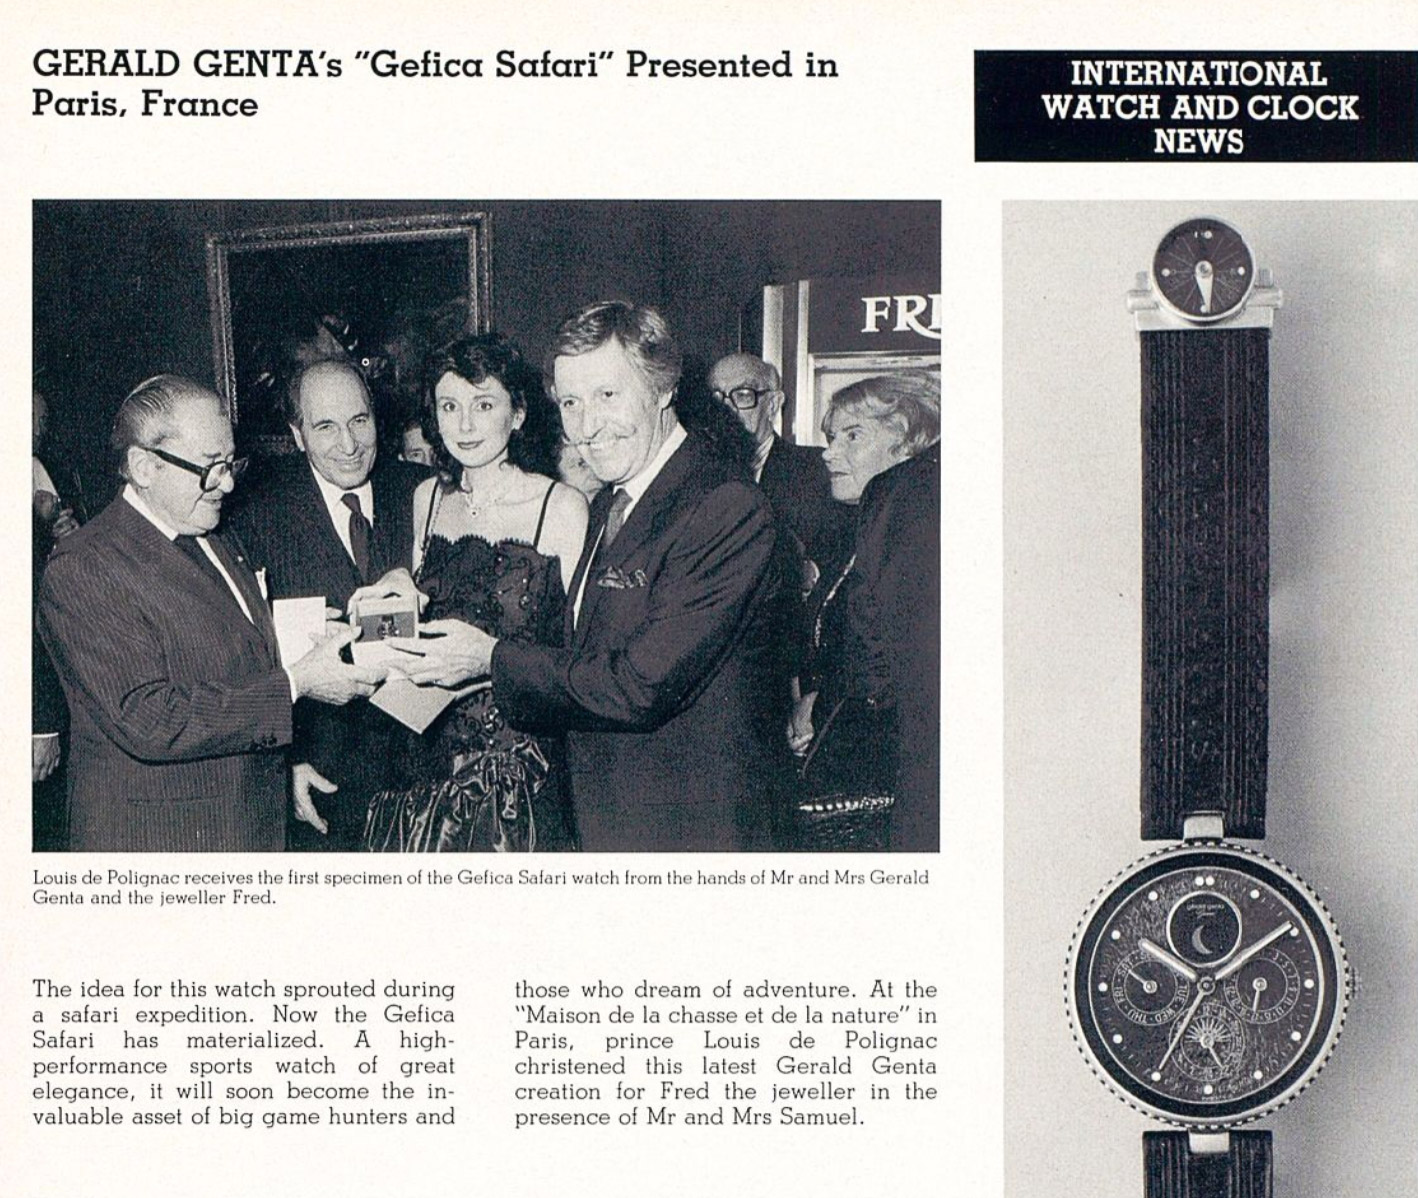 GERALD GENTA's "Gefica Safari" Presented in
Paris, France
INTERNATIONAL
WATCH AND CLOCK
NEWS
FRE
Louis de Polignac receives the first specimen of the Gefica Safari watch from the hands of Mr and Mrs Gerald
Genta and the jeweller Fred.
The idea for this watch sprouted during
a safari expedition. Now the Gefica
Safari has materialized. A high-
performance sports watch of great
elegance, it will soon become the in-
valuable asset of big game hunters and
those who dream of adventure. At the
"Maison de la chasse et de la nature" in
Paris, prince Louis de Polignac
christened this latest Gerald Genta
creation for Fred the jeweller in the
presence of Mr and Mrs Samuel.